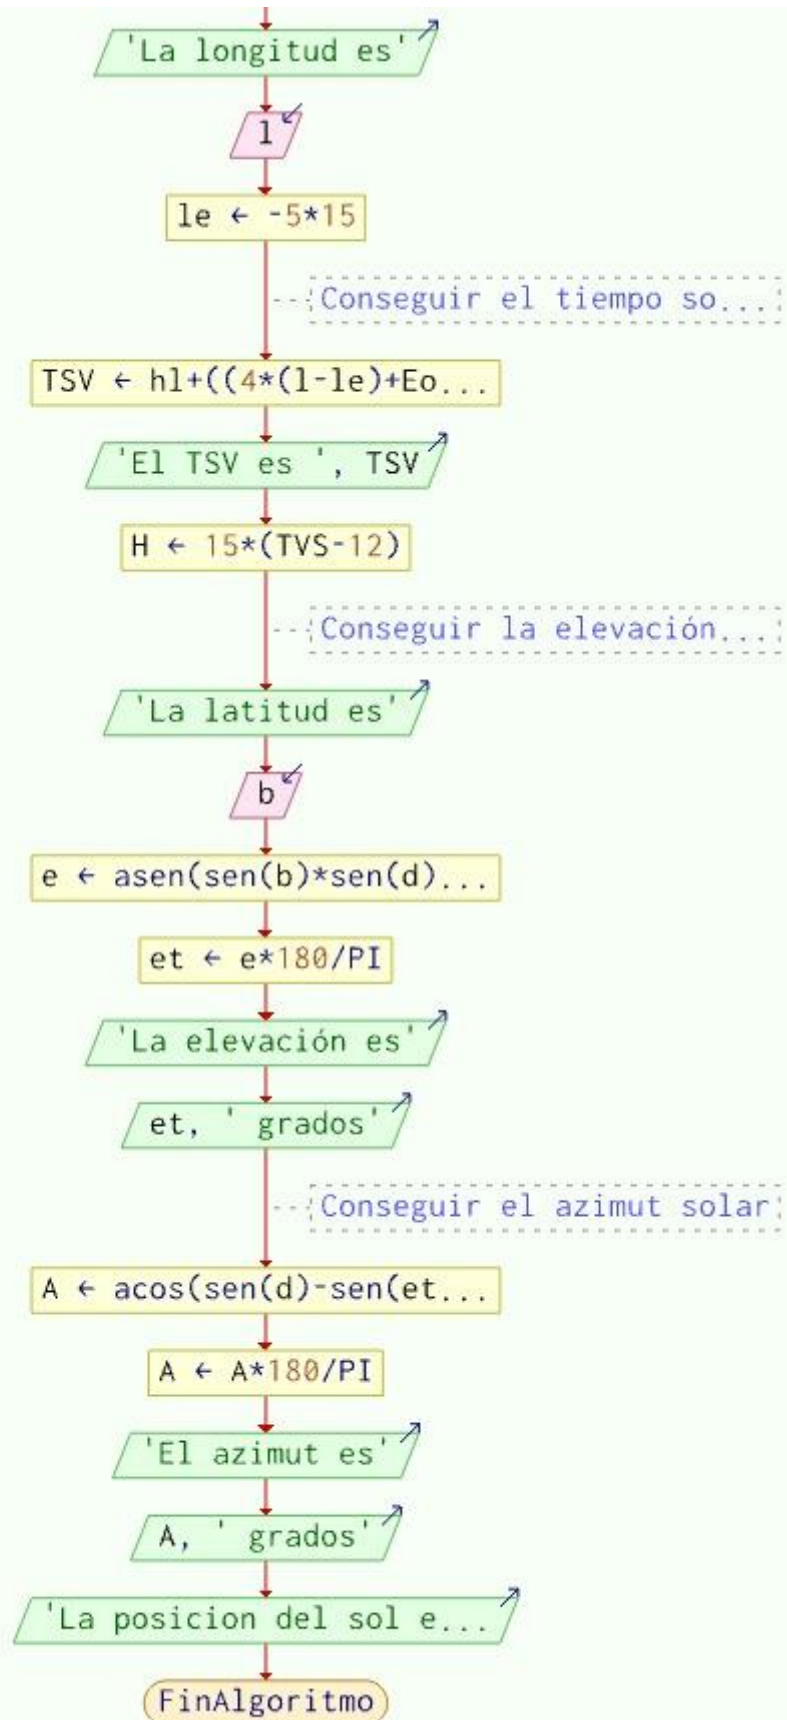 'La longitud es'
l
le ← -5*15
Conseguir el tiempo so...
TSV ← hl+((4*(l-le)+Eo...
'El TSV es ', TSV
H ← 15*(TVS-12)
Conseguir la elevación...
'La latitud es'
b
e ← asen(sen(b)*sen(d)...
et ← e*180/PI
'La elevación es'
et, ' grados'
Conseguir el azimut solar
A ← acos(sen(d)-sen(et...
A ← A*180/PI
'El azimut es'
A, ' grados'
'La posicion del sol e...
FinAlgoritmo